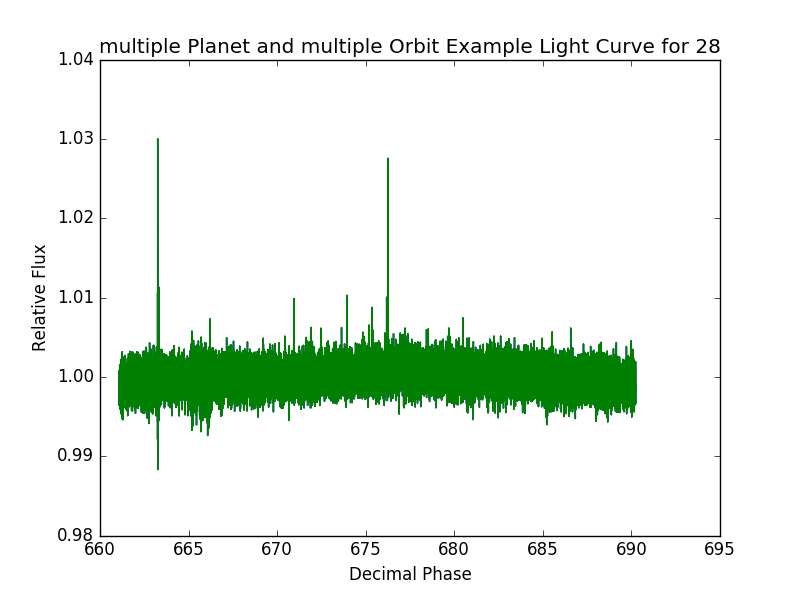 multiple Planet and multiple Orbit Example Light Curve for 28
1.04
1.03
1.02
1.01
1.00
0.99
0.98
Relative Flux
660 665 670 675 680 685 690 695
Decimal Phase